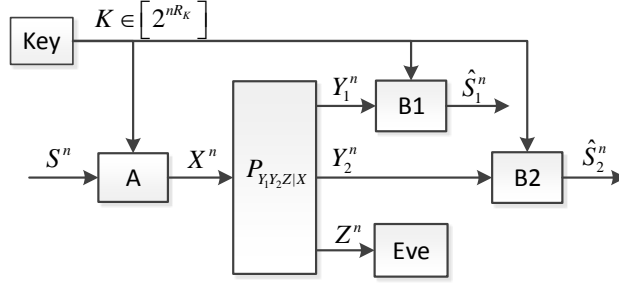 Key
K ∈ [2^{nR_K}]
S^n
A
X^n
P_{Y_1Y_2Z|X}
Y_1^n
B1
Ŝ_1^n
Y_2^n
B2
Ŝ_2^n
Z^n
Eve